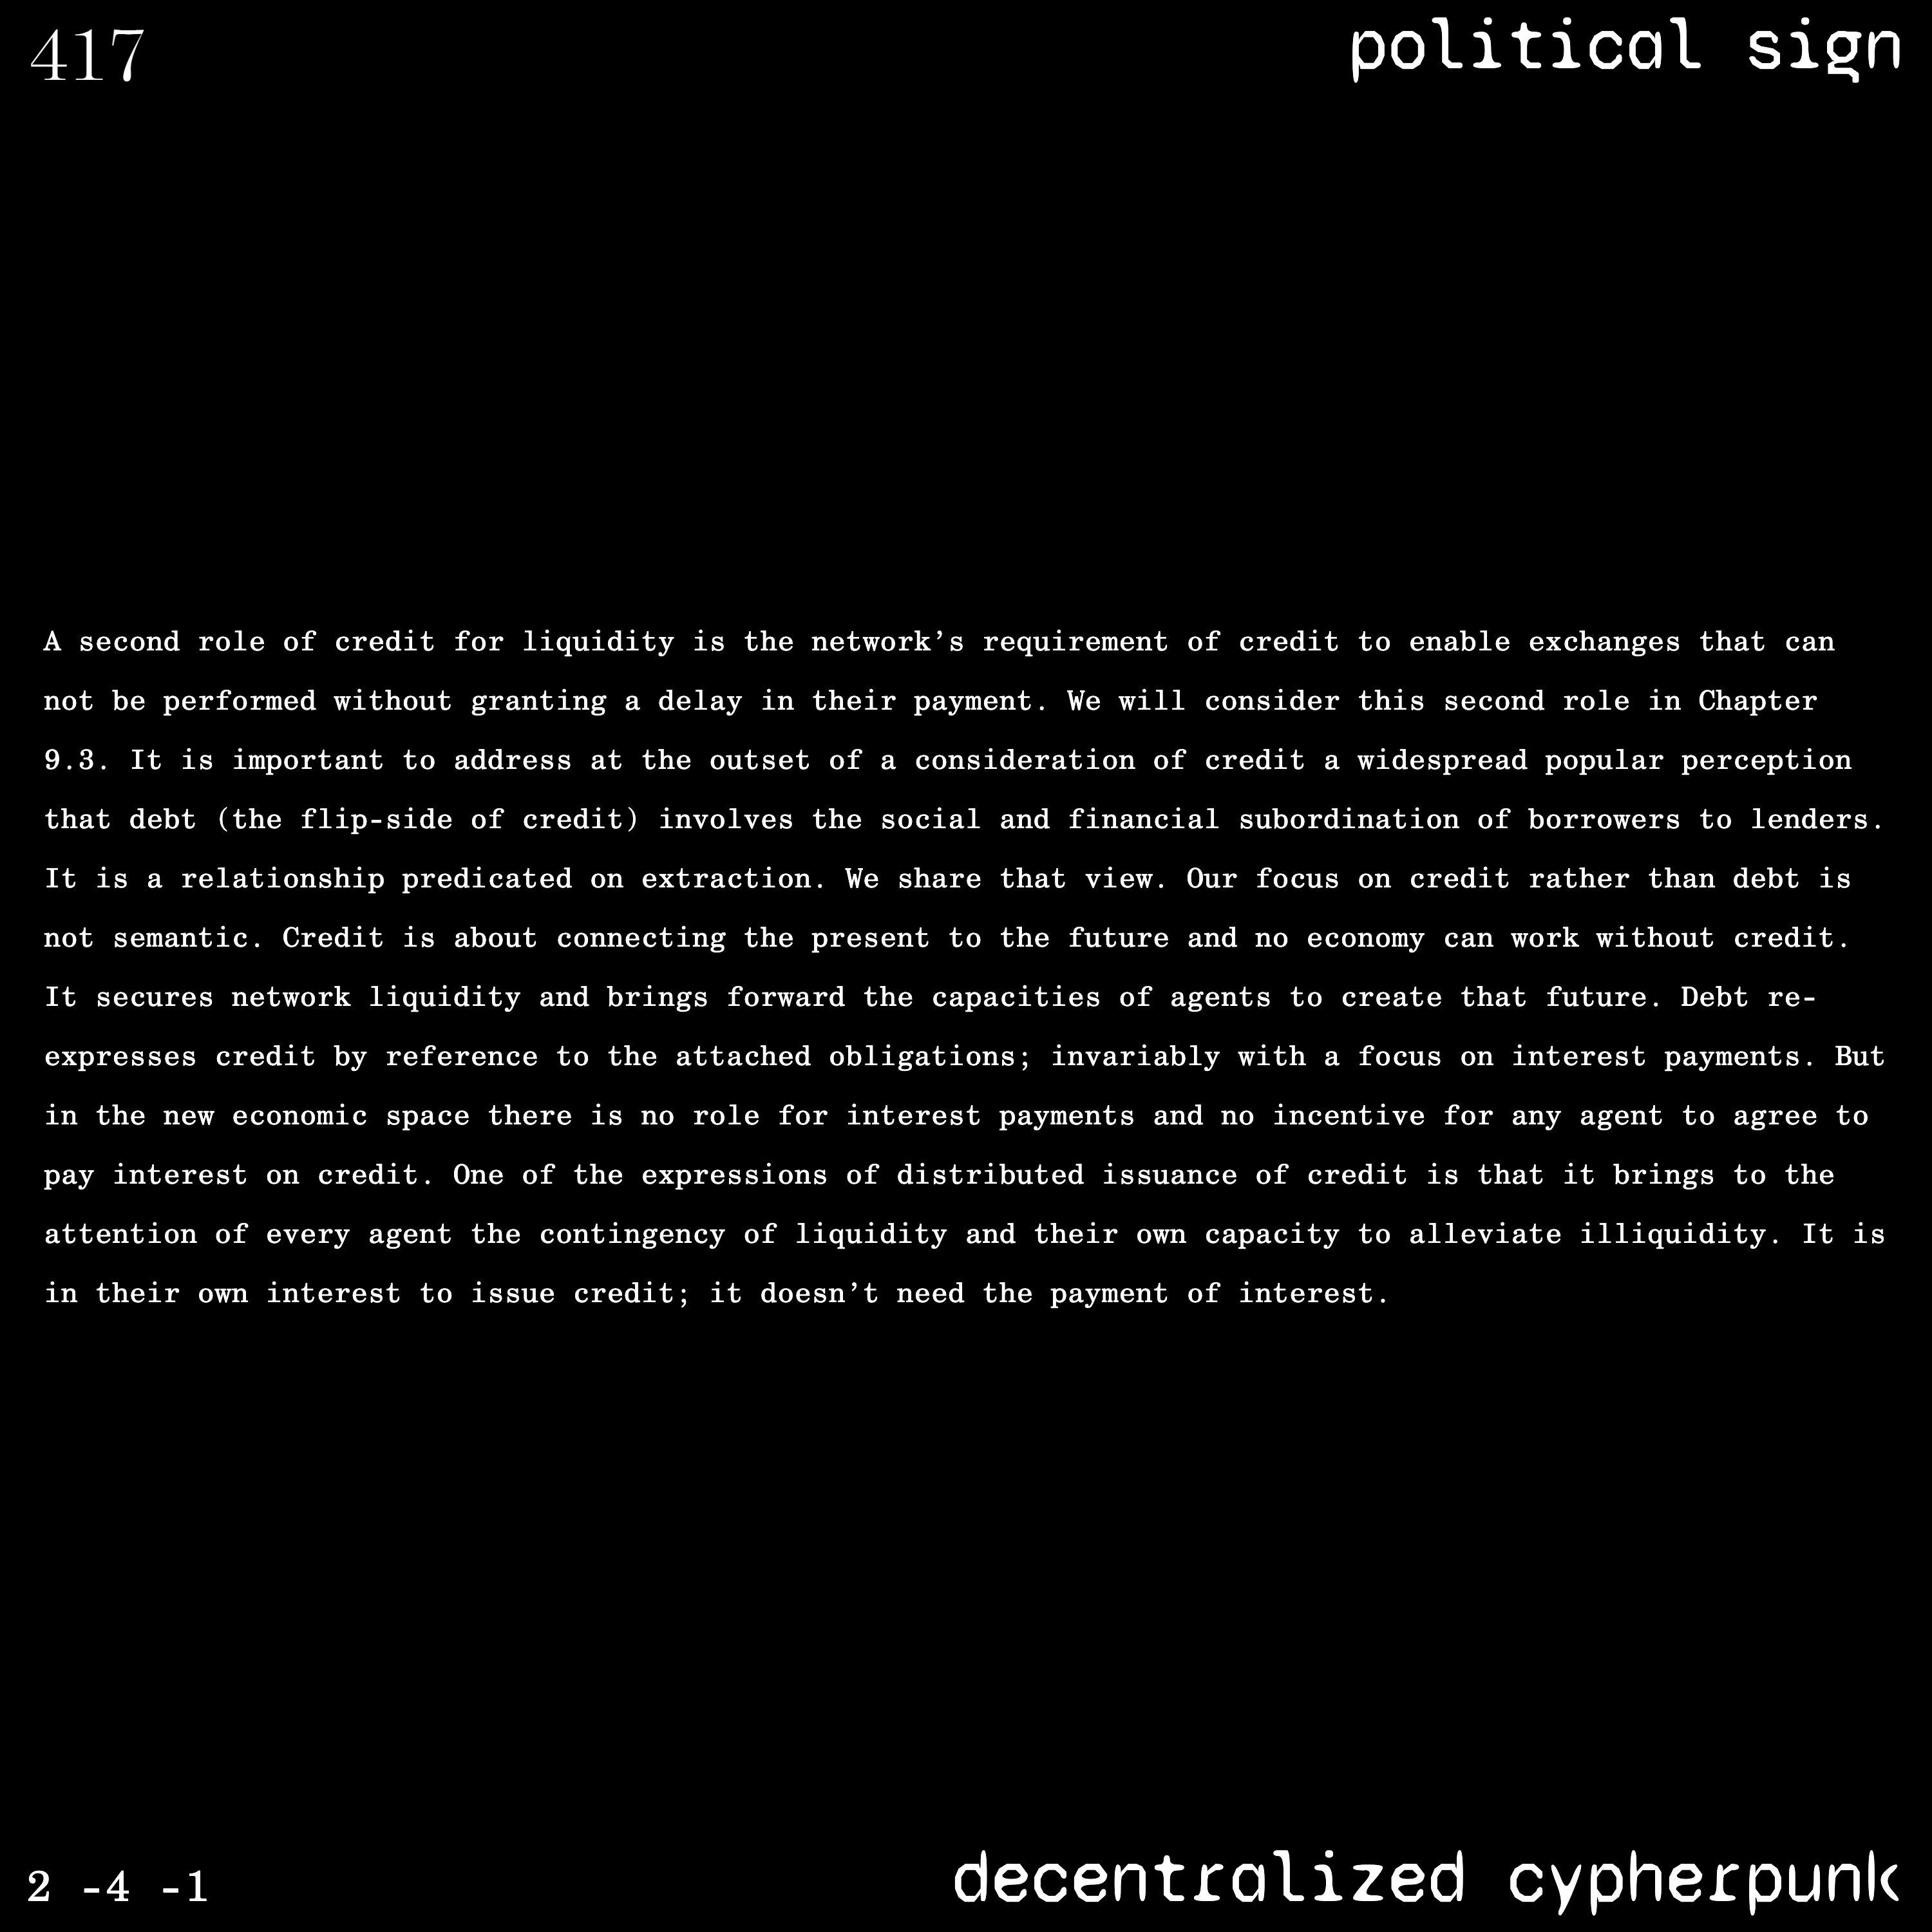 417
political sign
A second role of credit for liquidity is the network’s requirement of credit to enable exchanges that can
not be performed without granting a delay in their payment. We will consider this second role in Chapter
9.3. It is important to address at the outset of a consideration of credit a widespread popular perception
that debt (the flip-side of credit) involves the social and financial subordination of borrowers to lenders.
It is a relationship predicated on extraction. We share that view. Our focus on credit rather than debt is
not semantic. Credit is about connecting the present to the future and no economy can work without credit.
It secures network liquidity and brings forward the capacities of agents to create that future. Debt re-
expresses credit by reference to the attached obligations; invariably with a focus on interest payments. But
in the new economic space there is no role for interest payments and no incentive for any agent to agree to
pay interest on credit. One of the expressions of distributed issuance of credit is that it brings to the
attention of every agent the contingency of liquidity and their own capacity to alleviate illiquidity. It is
in their own interest to issue credit; it doesn’t need the payment of interest.
2 -4 -1
decentralized cypherpunk